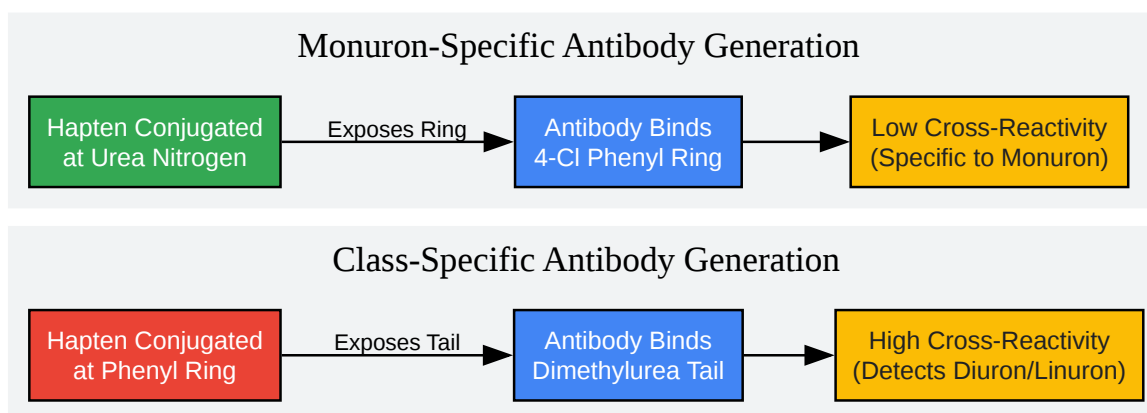 Monuron-Specific Antibody Generation
Hapten Conjugated
at Urea Nitrogen
Exposes Ring
Antibody Binds
4-Cl Phenyl Ring
Low Cross-Reactivity
(Specific to Monuron)
Class-Specific Antibody Generation
Hapten Conjugated
at Phenyl Ring
Exposes Tail
Antibody Binds
Dimethylurea Tail
High Cross-Reactivity
(Detects Diuron/Linuron)